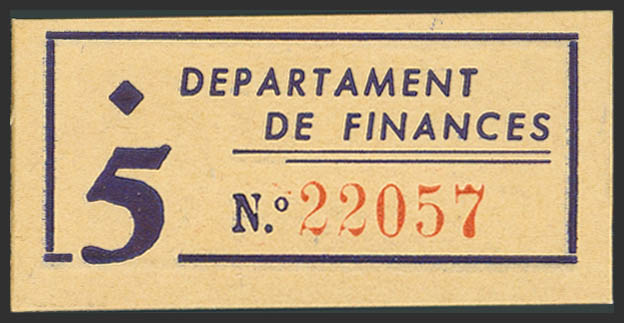 DEPARTAMENT
DE FINANCES
5
N.º 22057